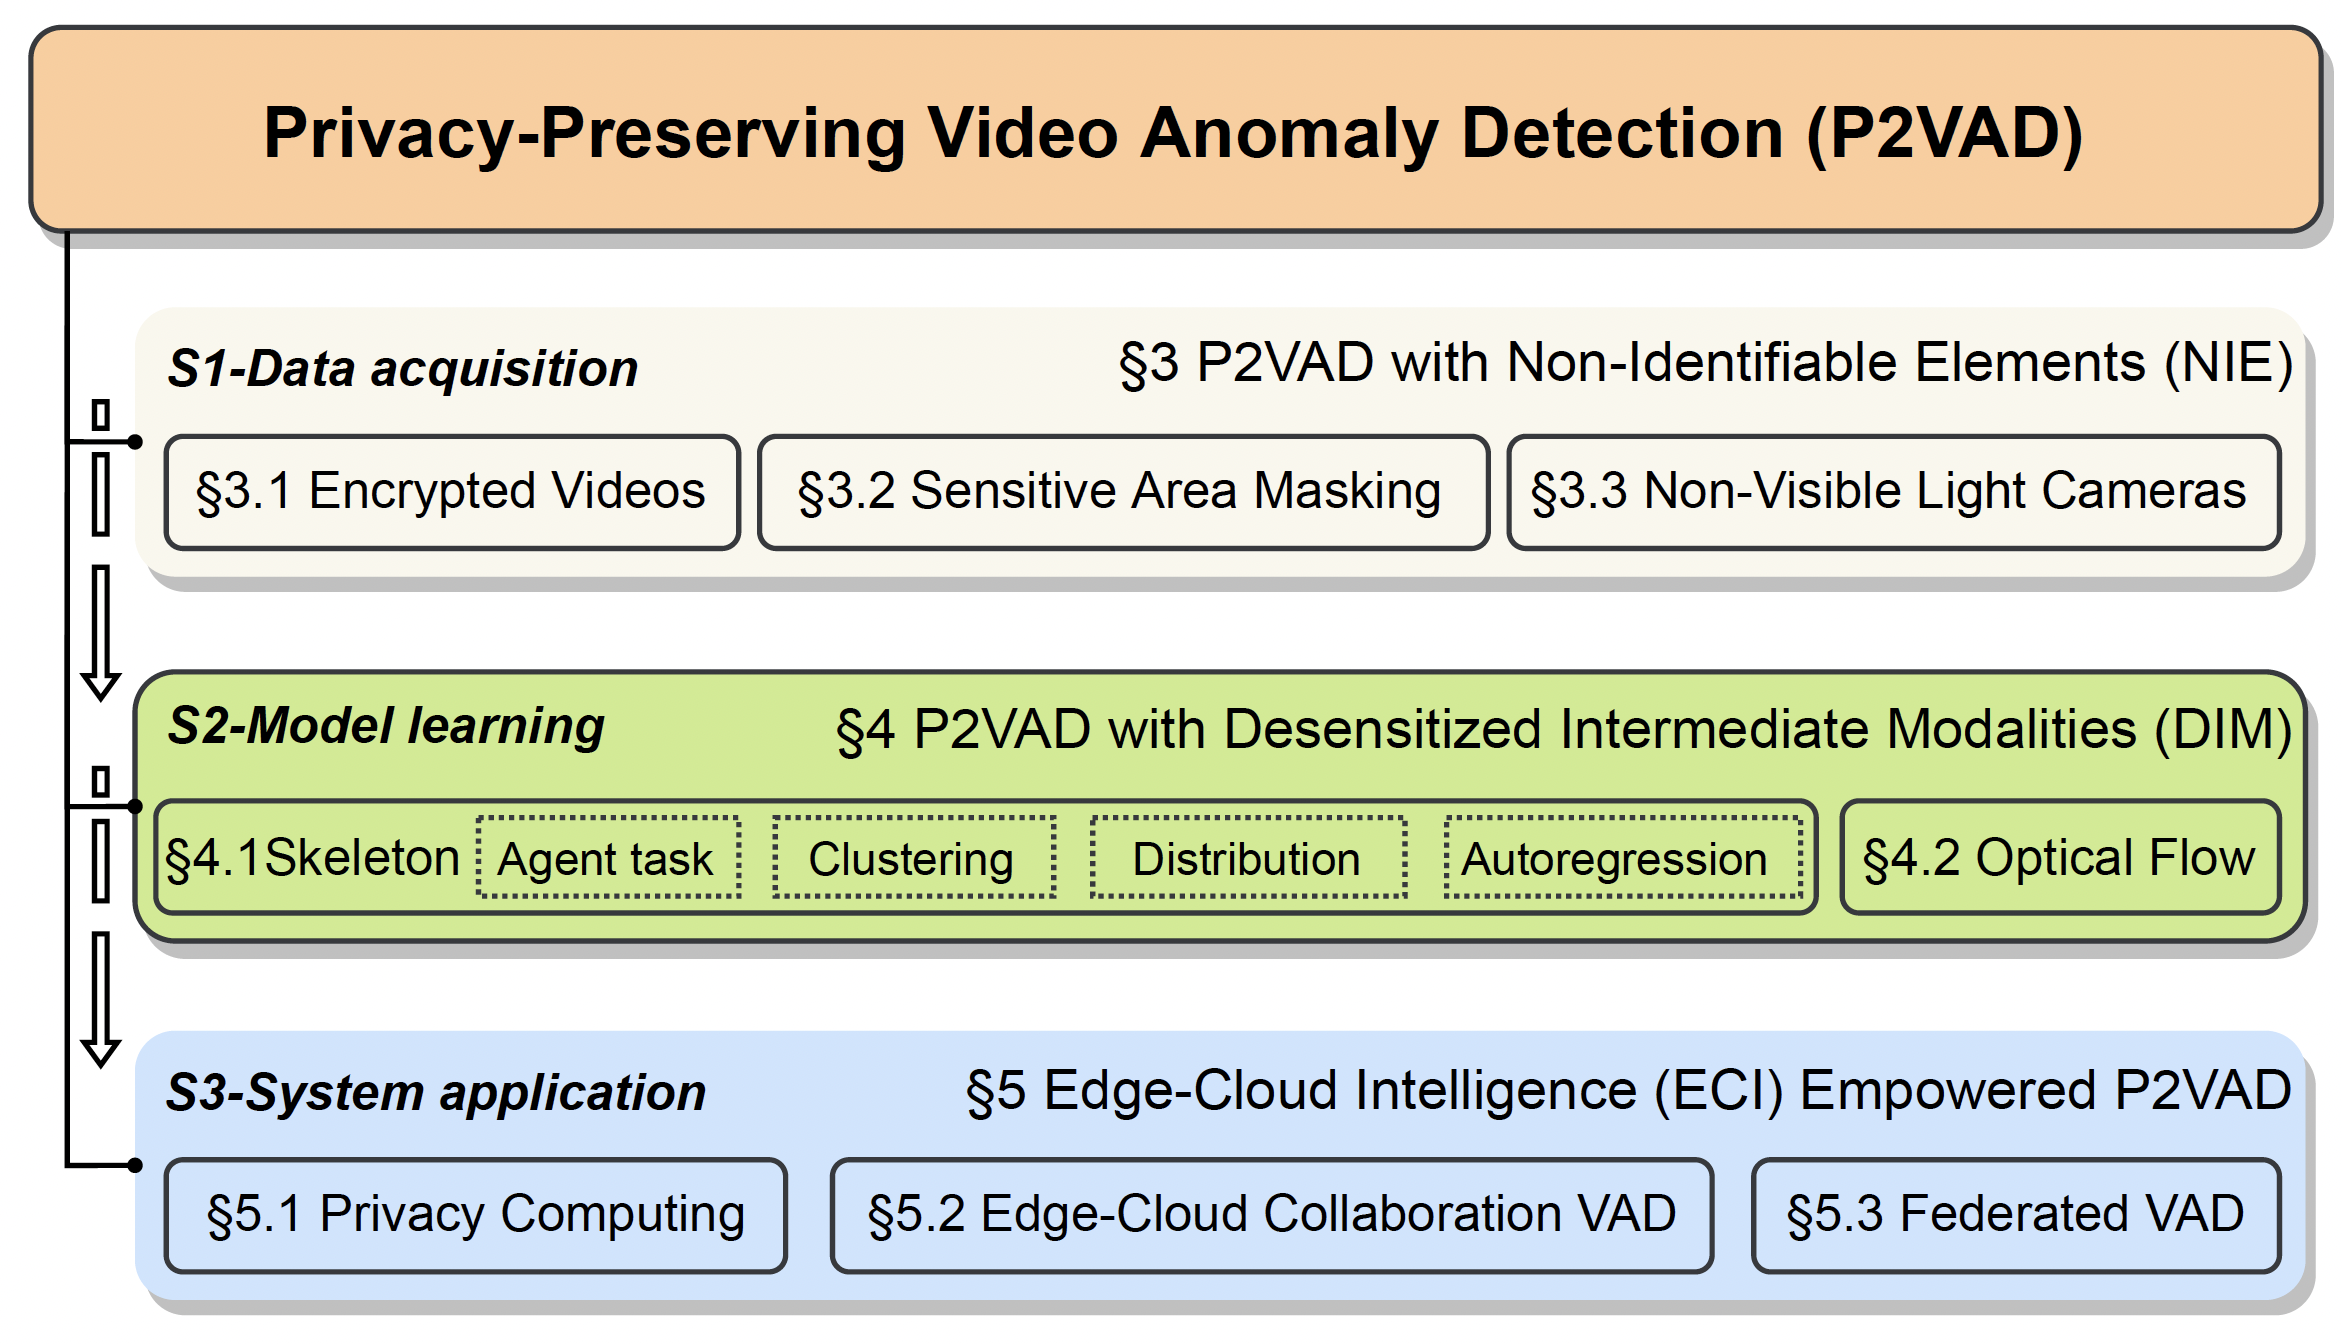 Privacy-Preserving Video Anomaly Detection (P2VAD)
S1-Data acquisition
§3 P2VAD with Non-Identifiable Elements (NIE)
§3.1 Encrypted Videos
§3.2 Sensitive Area Masking
§3.3 Non-Visible Light Cameras
S2-Model learning
§4 P2VAD with Desensitized Intermediate Modalities (DIM)
§4.1Skeleton
Agent task
Clustering
Distribution
Autoregression
§4.2 Optical Flow
S3-System application
§5 Edge-Cloud Intelligence (ECI) Empowered P2VAD
§5.1 Privacy Computing
§5.2 Edge-Cloud Collaboration VAD
§5.3 Federated VAD